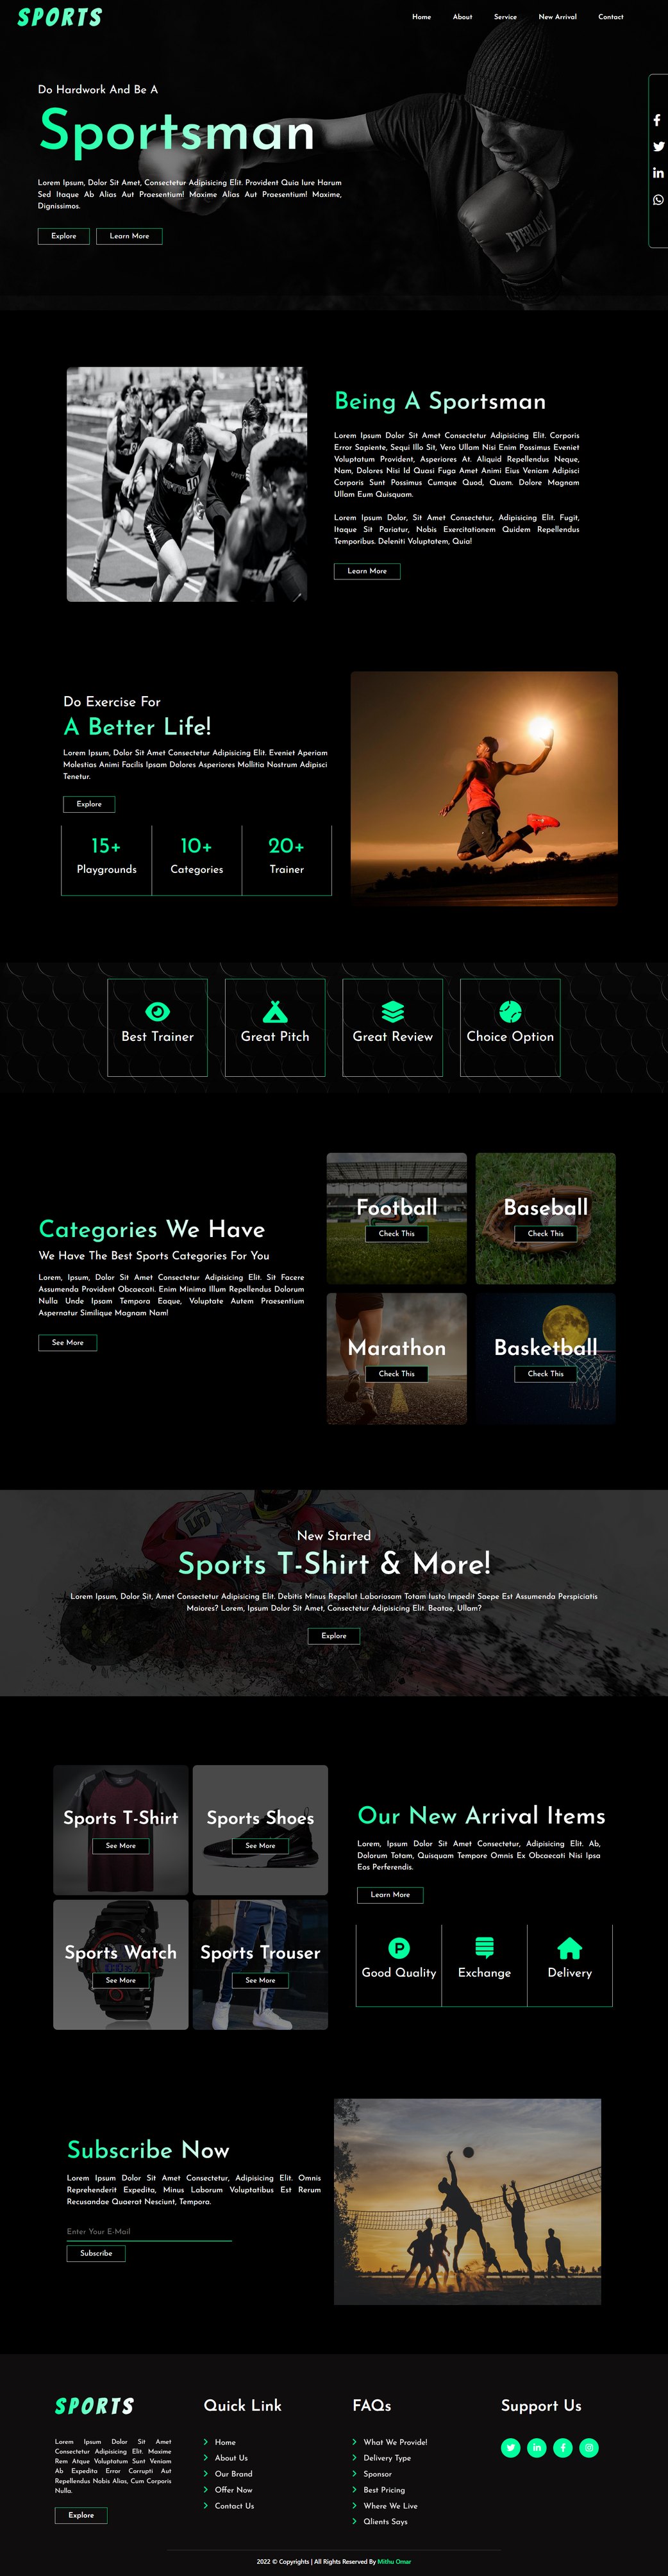 SPORTS
Home About Service New Arrival Contact
Do Hardwork And Be A
Sportsman
Lorem Ipsum, Dolor Sit Amet, Consectetur Adipisicing Elit. Provident Quia Iure Harum
Sed Itaque Ab Alias Aut Praesentium! Maxime Alias Aut Praesentium! Maxime,
Dignissimos.
Explore Learn More
EVERLAST
Being A Sportsman
Lorem Ipsum Dolor Sit Amet Consectetur Adipisicing Elit. Corporis
Error Sapiente, Sequi Illo Sit, Vero Ullam Nisi Enim Possimus Eveniet
Voluptatum Provident, Asperiores At. Aliquid Repellendus Neque,
Nam, Dolores Nisi Id Quasi Fuga Amet Animi Eius Veniam Adipisci
Corporis Sunt Possimus Cumque Quod, Quam. Dolore Magnam
Ullam Eum Quisquam.
Lorem Ipsum Dolor, Sit Amet Consectetur, Adipisicing Elit. Fugit,
Itaque Sit Pariatur, Nobis Exercitationem Quidem Repellendus
Temporibus. Deleniti Voluptatem, Quia!
Learn More
Do Exercise For
A Better Life!
Lorem Ipsum, Dolor Sit Amet Consectetur Adipisicing Elit. Eveniet Aperiam
Molestias Animi Facilis Ipsam Dolores Asperiores Mollitia Nostrum Adipisci
Tenetur.
Explore
15+ 10+ 20+
Playgrounds Categories Trainer
Best Trainer Great Pitch Great Review Choice Option
Football Baseball
Check This Check This
Categories We Have
We Have The Best Sports Categories For You
Lorem, Ipsum, Dolor Sit Amet Consectetur Adipisicing Elit. Sit Facere
Assumenda Provident Obcaecati. Enim Minima Illum Repellendus Dolorum
Nulla Unde Ipsam Tempora Eaque, Voluptate Autem Praesentium
Aspernatur Similique Magnam Nam!
See More
Marathon Basketball
Check This Check This
New Started
Sports T-Shirt & More!
Lorem Ipsum, Dolor Sit, Amet Consectetur Adipisicing Elit. Debitis Minus Repellat Laboriosam Totam Iusto Impedit Saepe Est Assumenda Perspiciatis
Maiores? Lorem, Ipsum Dolor Sit Amet, Consectetur Adipisicing Elit. Beatae, Ullam?
Explore
Sports T-Shirt Sports Shoes
See More See More
Sports Watch Sports Trouser
See More See More
Our New Arrival Items
Lorem, Ipsum Dolor Sit Amet Consectetur, Adipisicing Elit. Ab,
Dolorum Totam, Quisquam Tempore Omnis Ex Obcaecati Nisi Ipsa
Eos Perferendis.
Learn More
Good Quality Exchange Delivery
Subscribe Now
Lorem Ipsum Dolor Sit Amet Consectetur, Adipisicing Elit. Omnis
Reprehenderit Expedita, Minus Laborum Voluptatibus Est Rerum
Recusandae Quaerat Nesciunt, Tempora.
Enter Your E-Mail
Subscribe
SPORTS
Lorem Ipsum Dolor Sit Amet
Consectetur Adipisicing Elit. Maxime
Rem Atque Voluptatum Sunt Veniam
Ab Expedita Error Corrupti Aut
Repellendus Nobis Alias, Cum Corporis
Nulla.
Explore
Quick Link
Home
About Us
Our Brand
Offer Now
Contact Us
FAQs
What We Provide!
Delivery Type
Sponsor
Best Pricing
Where We Live
Qlients Says
Support Us
2022 © Copyrights | All Rights Reserved By Mithu Omar